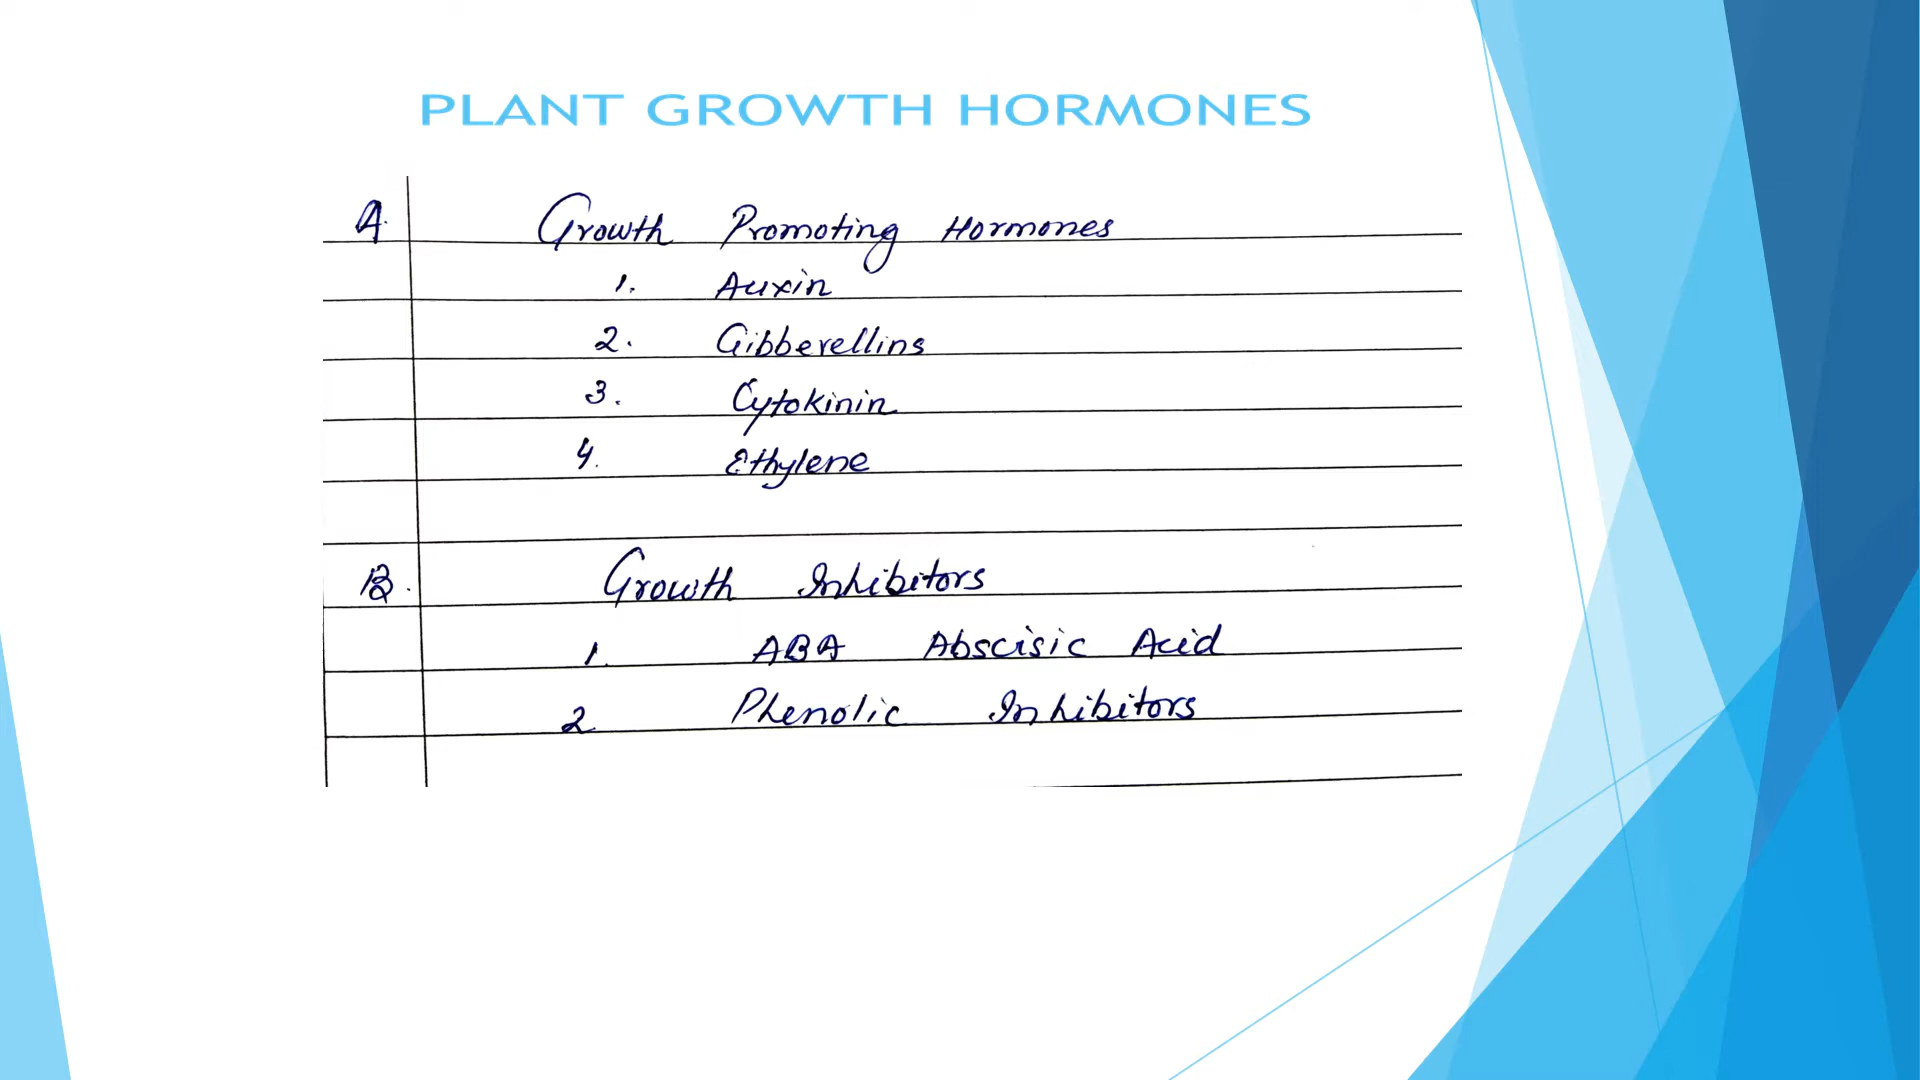 PLANT GROWTH HORMONES
A. Growth Promoting Hormones
1. Auxin
2. Gibberellins
3. Cytokinin
4. Ethylene
B. Growth Inhibitors
1. ABA Abscisic Acid
2 Phenolic Inhibitors